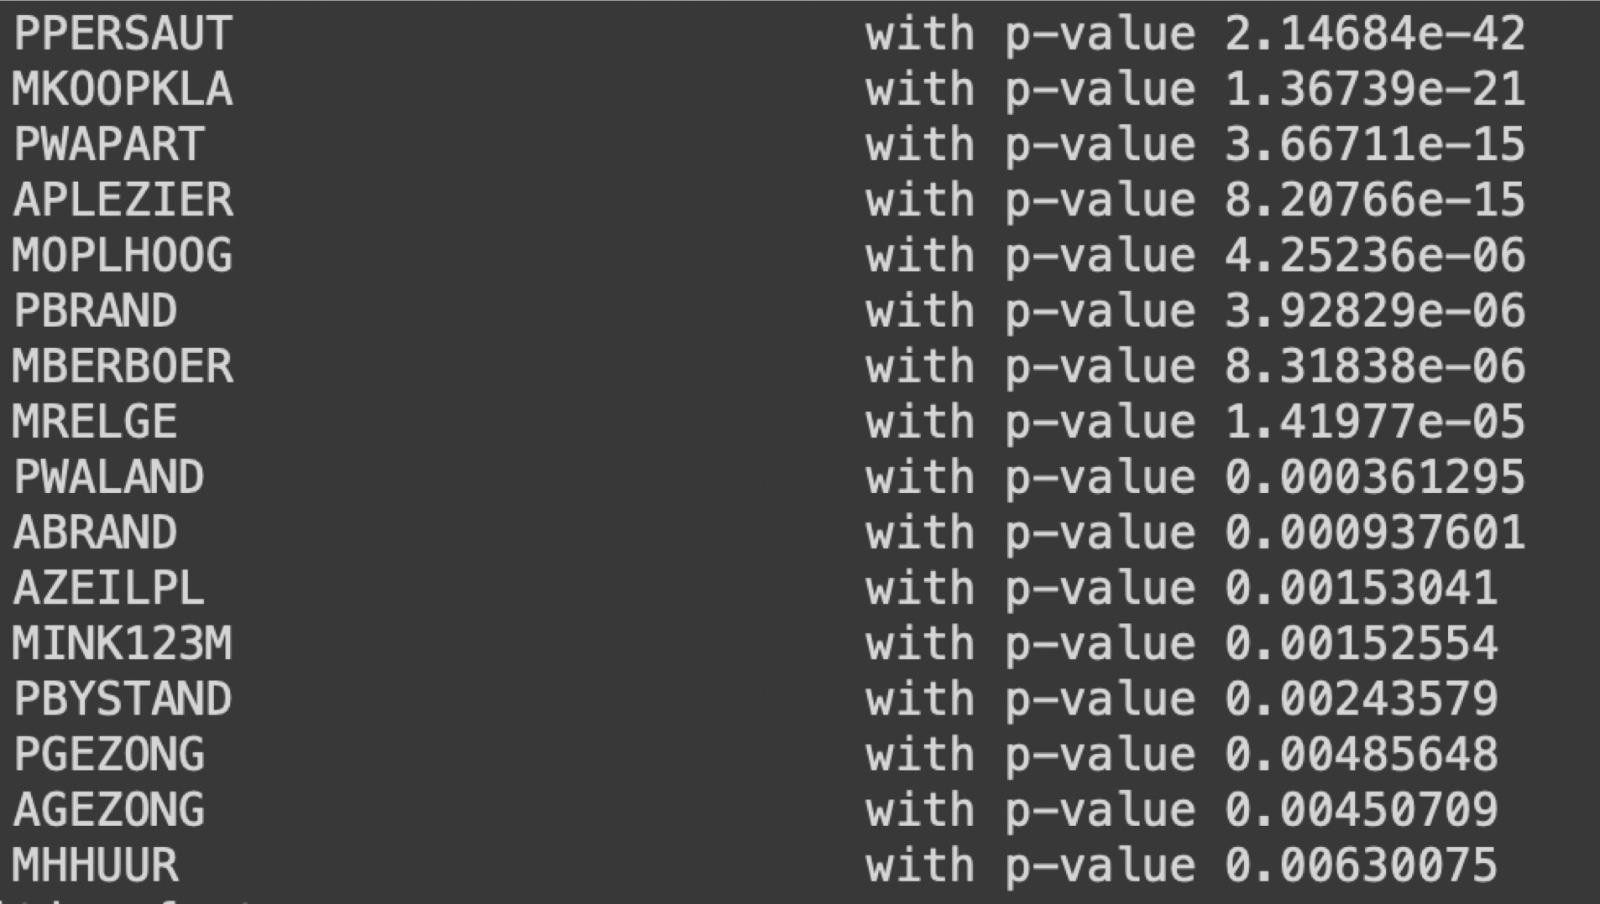 PPERSAUT with p-value 2.14684e-42
MKOOPKLA with p-value 1.36739e-21
PWAPART with p-value 3.66711e-15
APLEZIER with p-value 8.20766e-15
MOPLHOOG with p-value 4.25236e-06
PBRAND with p-value 3.92829e-06
MBERBOER with p-value 8.31838e-06
MRELGE with p-value 1.41977e-05
PWALAND with p-value 0.000361295
ABRAND with p-value 0.000937601
AZEILPL with p-value 0.00153041
MINK123M with p-value 0.00152554
PBYSTAND with p-value 0.00243579
PGEZONG with p-value 0.00485648
AGEZONG with p-value 0.00450709
MHHUUR with p-value 0.00630075